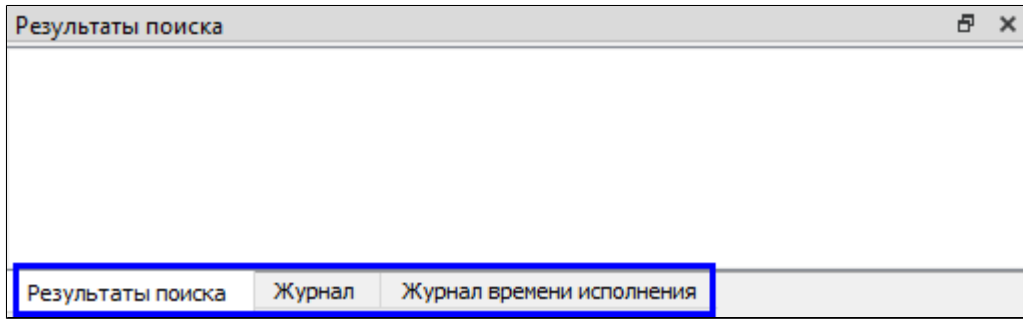 Результаты поиска
Результаты поиска Журнал Журнал времени исполнения